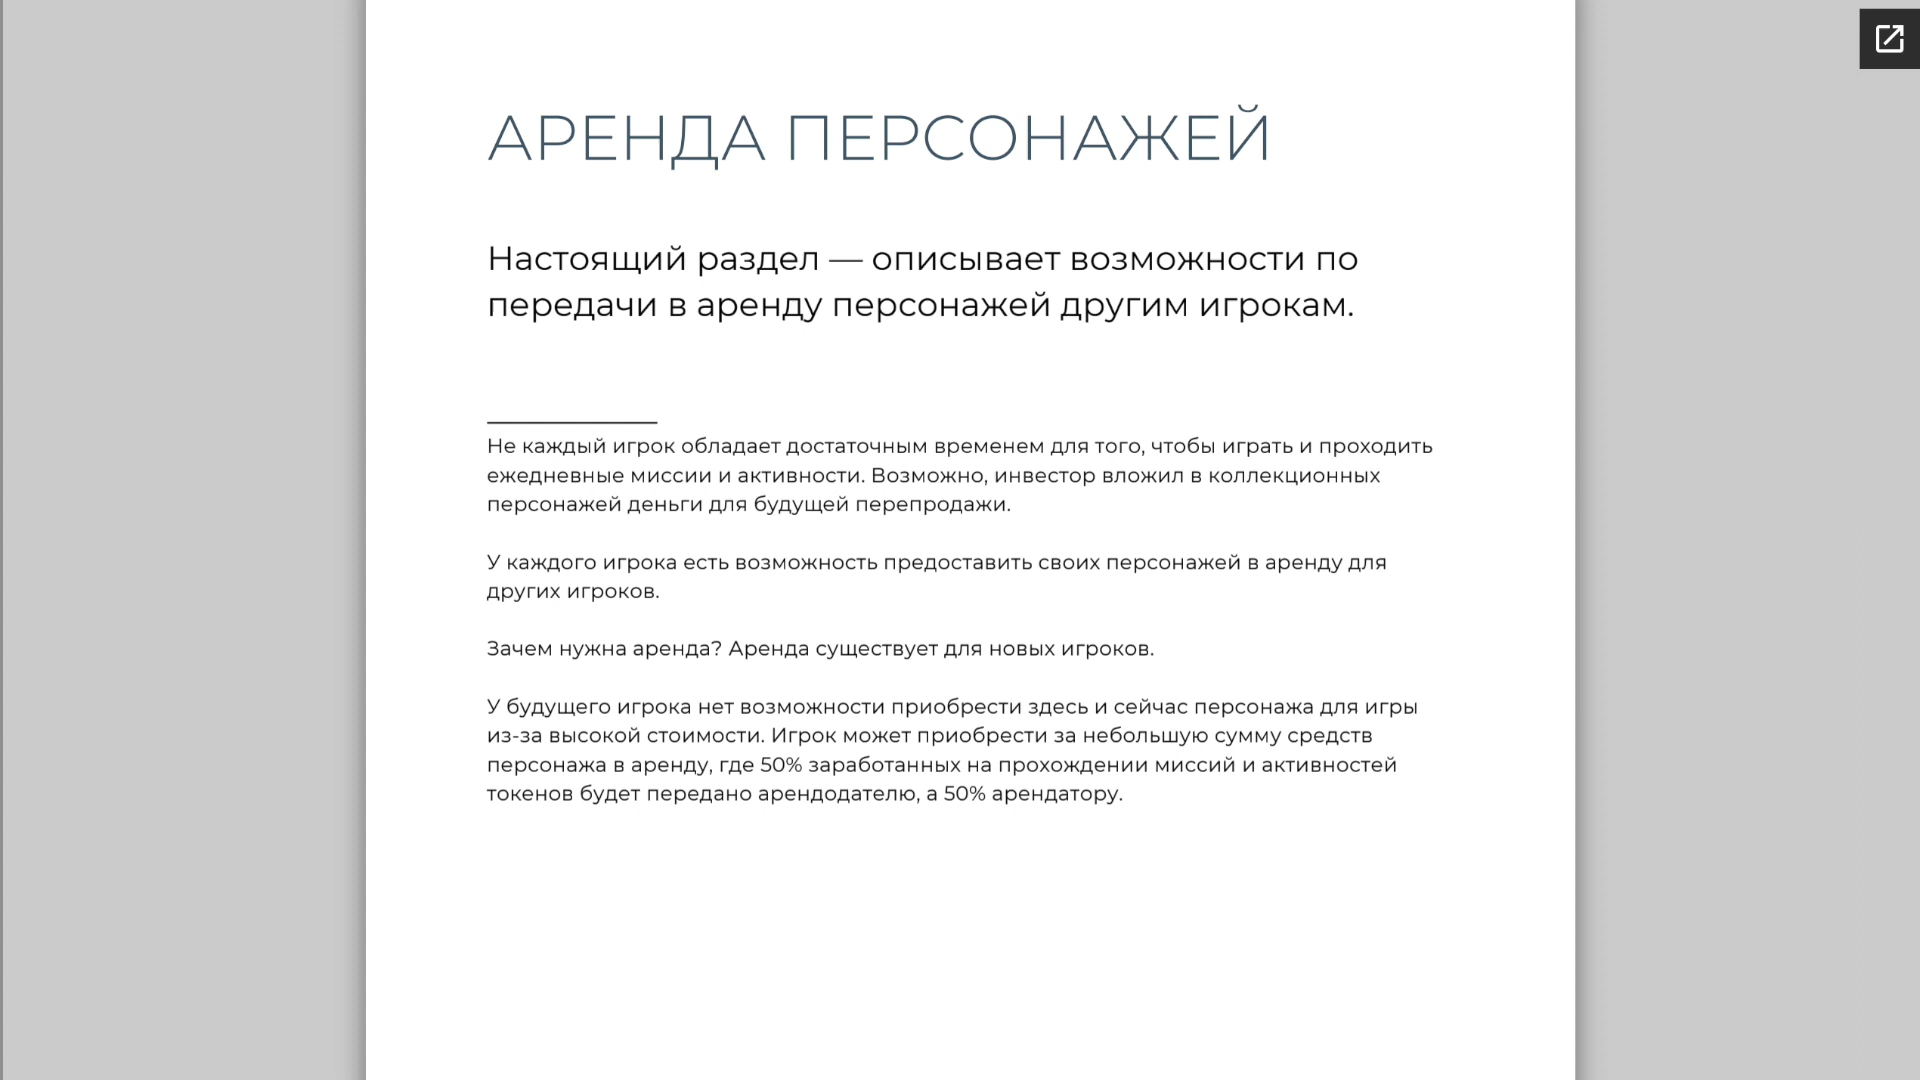 АРЕНДА ПЕРСОНАЖЕЙ
Настоящий раздел — описывает возможности по
передачи в аренду персонажей другим игрокам.
Не каждый игрок обладает достаточным временем для того, чтобы играть и проходить
ежедневные миссии и активности. Возможно, инвестор вложил в коллекционных
персонажей деньги для будущей перепродажи.
У каждого игрока есть возможность предоставить своих персонажей в аренду для
других игроков.
Зачем нужна аренда? Аренда существует для новых игроков.
У будущего игрока нет возможности приобрести здесь и сейчас персонажа для игры
из-за высокой стоимости. Игрок может приобрести за небольшую сумму средств
персонажа в аренду, где 50% заработанных на прохождении миссий и активностей
токенов будет передано арендодателю, а 50% арендатору.